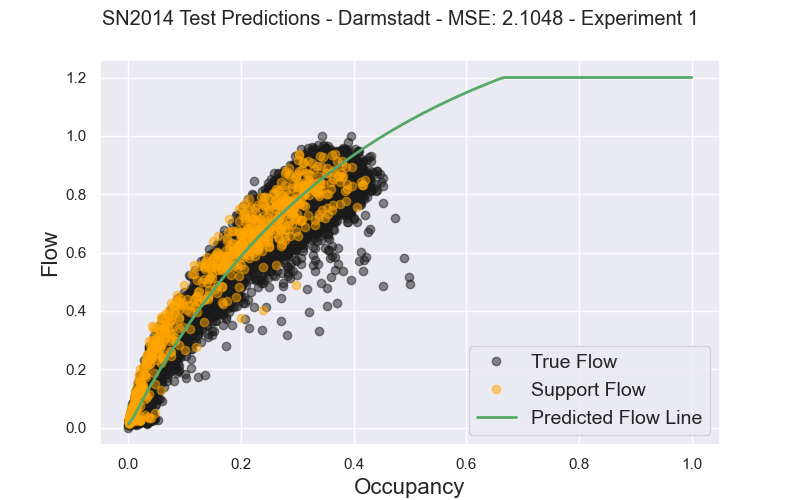 SN2014 Test Predictions - Darmstadt - MSE: 2.1048 - Experiment 1
1.2
1.0
0.8
0.6
0.4
0.2
0.0
Flow
True Flow
Support Flow
Predicted Flow Line
0.0 0.2 0.4 0.6 0.8 1.0
Occupancy